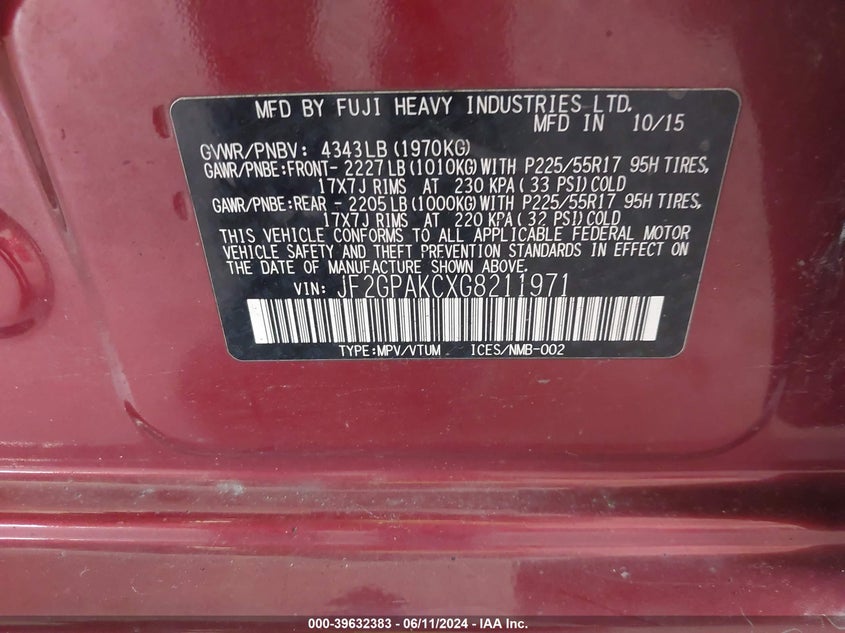 MFD BY FUJI HEAVY INDUSTRIES LTD.
MFD IN 10/15
GVWR/PNBV: 4343LB(1970KG)
GAWR/PNBE:FRONT- 2227LB(1010KG)WITH P225/55R17 95H TIRES,
17X7J RIMS AT 230 KPA(33 PSI)COLD
GAWR/PNBE:REAR - 2205LB(1000KG)WITH P225/55R17 95H TIRES,
17X7J RIMS AT 220 KPA(32 PSI)COLD
THIS VEHICLE CONFORMS TO ALL APPLICABLE FEDERAL MOTOR
VEHICLE SAFETY AND THEFT PREVENTION STANDARDS IN EFFECT ON
THE DATE OF MANUFACTURE SHOWN ABOVE.
VIN: JF2GPAKCXG8211971
TYPE:MPV/VTUM ICES/NMB-002
000-39632383 - 06/11/2024 - IAA Inc.